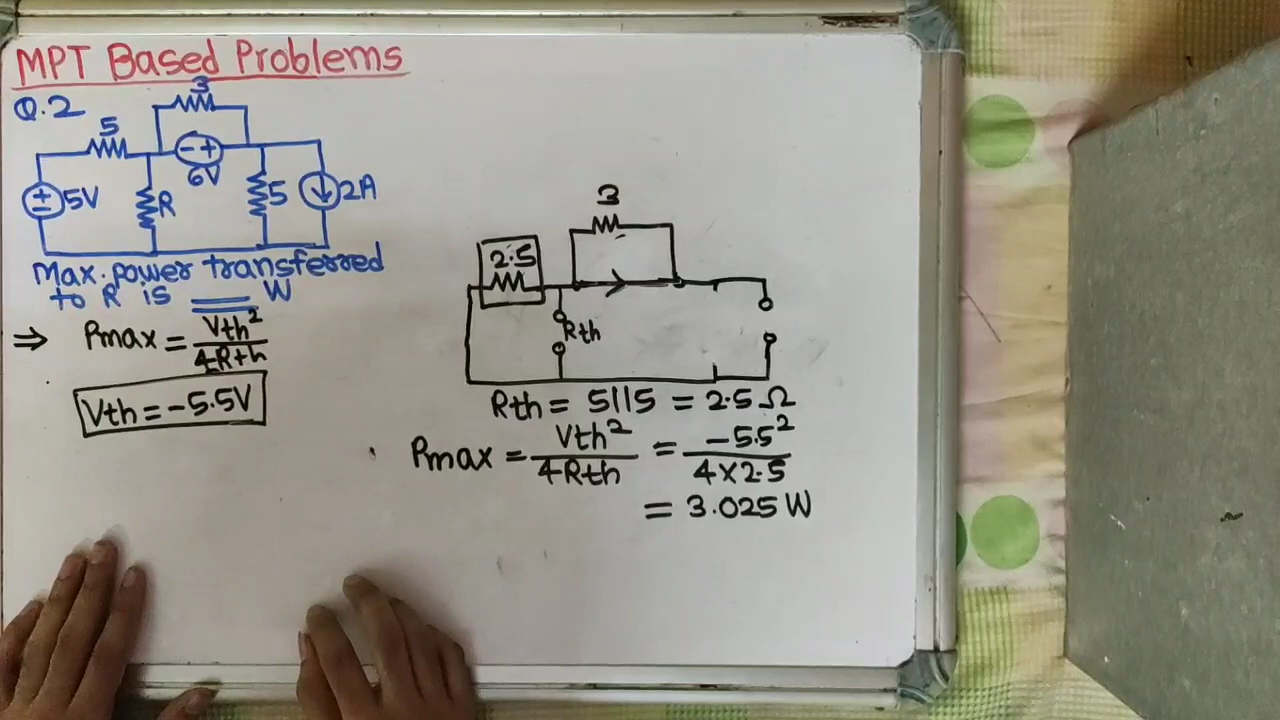 MPT Based Problems
Q.2
3
5
- +
6V
±
5V
R
5
2A
Max. power transferred
to R is ___ W
⇒ Pmax = Vth² / 4Rth
Vth = -5.5V
3
2.5
Rth
Rth = 5||5 = 2.5 Ω
Pmax = Vth² / 4Rth = -5.5² / 4×2.5
= 3.025 W